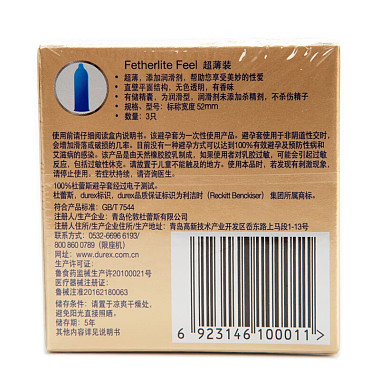 Fetherlite Feel 超薄装
• 超薄，添加润滑剂，帮助您享受美妙的性爱
• 直壁平面结构，无色透明，有香味
• 有储精囊，为润滑型，润滑剂未添加杀精剂，不杀伤精子
• 规格、型号：标称宽度 52mm
• 数量：3只
使用前请仔细阅读盒内说明书。该避孕套为一次性使用产品，避孕套使用于非阴道性交时，
会增加滑落或破损的几率。目前没有一种避孕方式可以达到100%有效避孕及预防性病和
艾滋病的感染。该产品是由天然橡胶胶乳制成，如果使用者对乳胶过敏，可能会引起过敏
反应，包括过敏性休克。请放置于儿童不能触及的地方。使用本品时，若有发现刺激现象，
请停止使用。若症状持续，请咨询医生。
100%杜蕾斯避孕套经过电子测试。
杜蕾斯，durex标识，durex品质保证标识为利洁时 (Reckitt Benckiser) 集团所属商标。
符合产品标准：GB/T 7544
注册人/生产企业：青岛伦敦杜蕾斯有限公司
注册人住所/生产企业住所/生产地址：青岛高新技术产业开发区岙东路上马段1-13号
联系方式：0532-6696 6193/
800 860 0789 (限座机)
网址：www. durex.com.cn
生产许可证：
鲁食药监械生产许20100021号
医疗器械注册证：
鲁械注准20162180063
储存条件：请置于凉爽干燥处，
避免阳光直接照晒。
储存期：5年
其他内容详见说明书
6 923146 100011 >